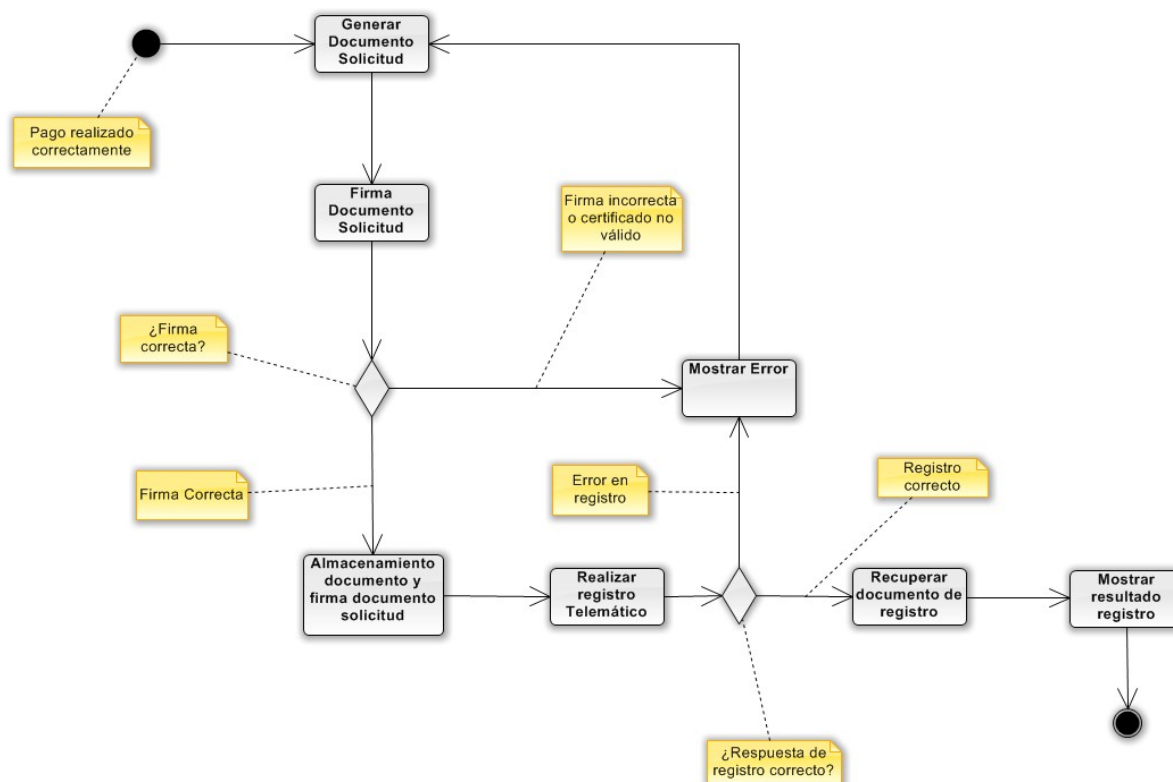 Generar
Documento
Solicitud
Pago realizado
correctamente
Firma
Documento
Solicitud
Firma incorrecta
o certificado no
válido
¿Firma
correcta?
Mostrar Error
Firma Correcta
Error en
registro
Registro
correcto
Almacenamiento
documento y
firma documento
solicitud
Realizar
registro
Telemático
Recuperar
documento de
registro
Mostrar
resultado
registro
¿Respuesta de
registro correcto?